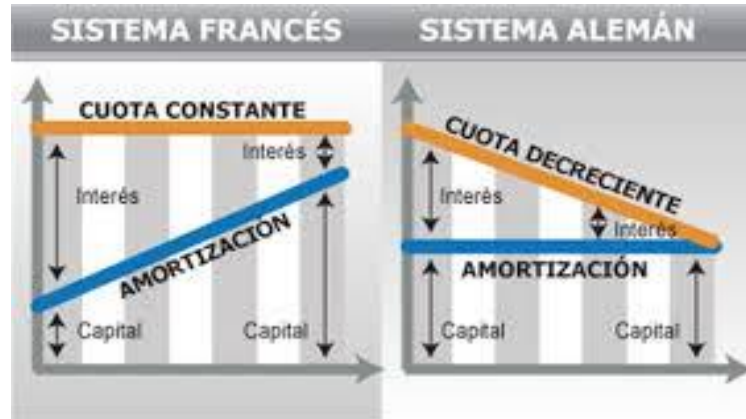 SISTEMA FRANCÉS
CUOTA CONSTANTE
Interés
Interés
AMORTIZACIÓN
Capital
Capital
SISTEMA ALEMÁN
CUOTA DECRECIENTE
Interés
Interés
AMORTIZACIÓN
Capital
Capital